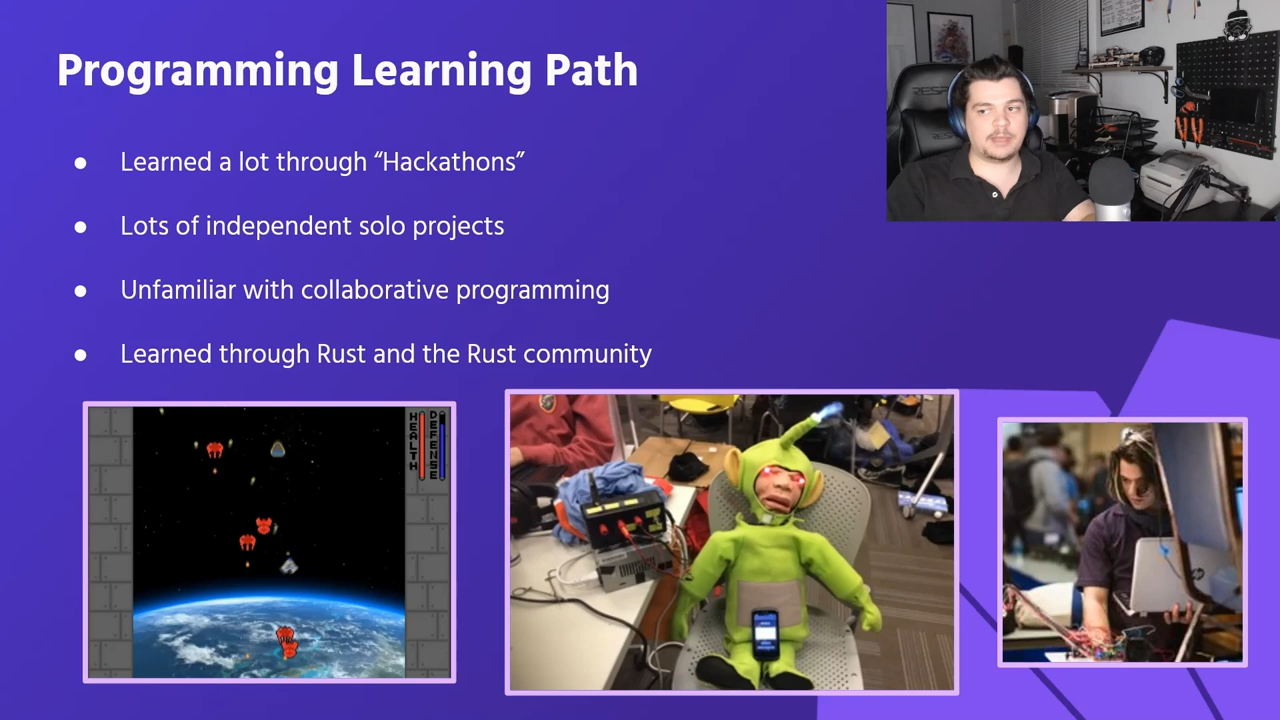 Programming Learning Path
● Learned a lot through “Hackathons”
● Lots of independent solo projects
● Unfamiliar with collaborative programming
● Learned through Rust and the Rust community
HEALTH
DEFENSE
hp